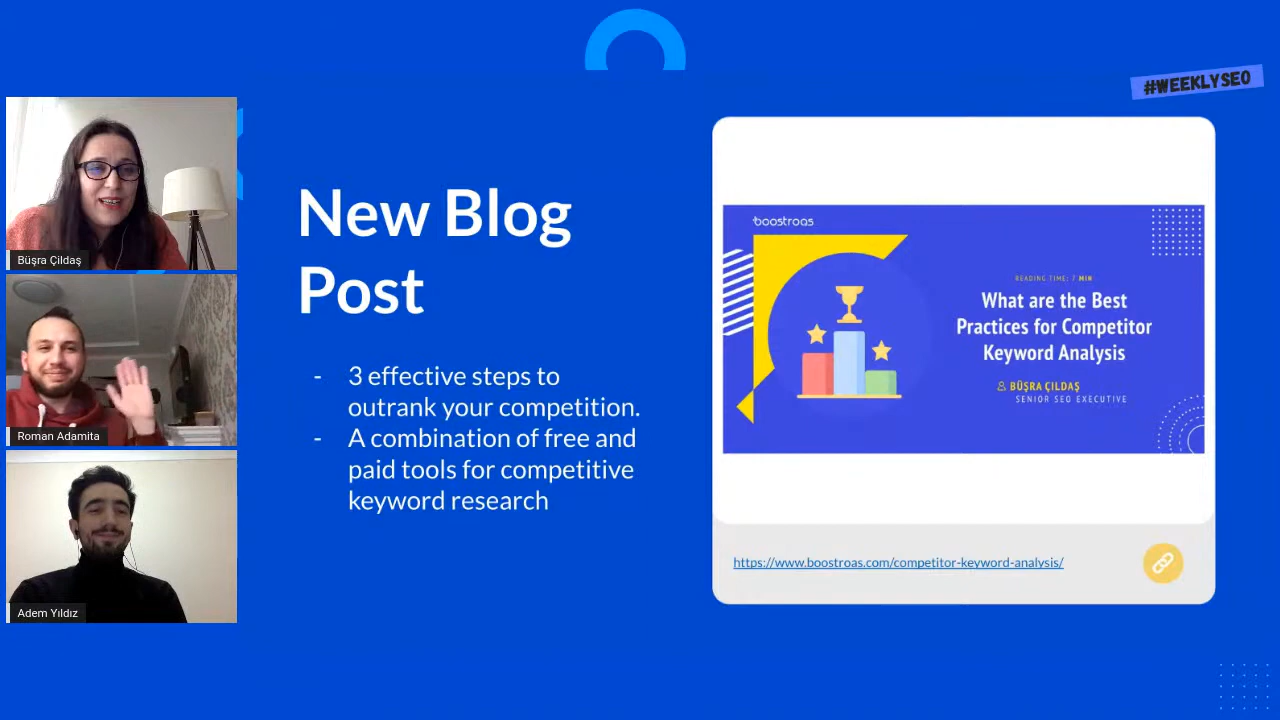 #WEEKLYSEO
Büşra Çildaş
Roman Adamita
Adem Yıldız
New Blog
Post
- 3 effective steps to
outrank your competition.
- A combination of free and
paid tools for competitive
keyword research
boostroas
READING TIME: 7 MIN
What are the Best
Practices for Competitor
Keyword Analysis
BÜŞRA ÇILDAŞ
SENIOR SEO EXECUTIVE
https://www.boostroas.com/competitor-keyword-analysis/